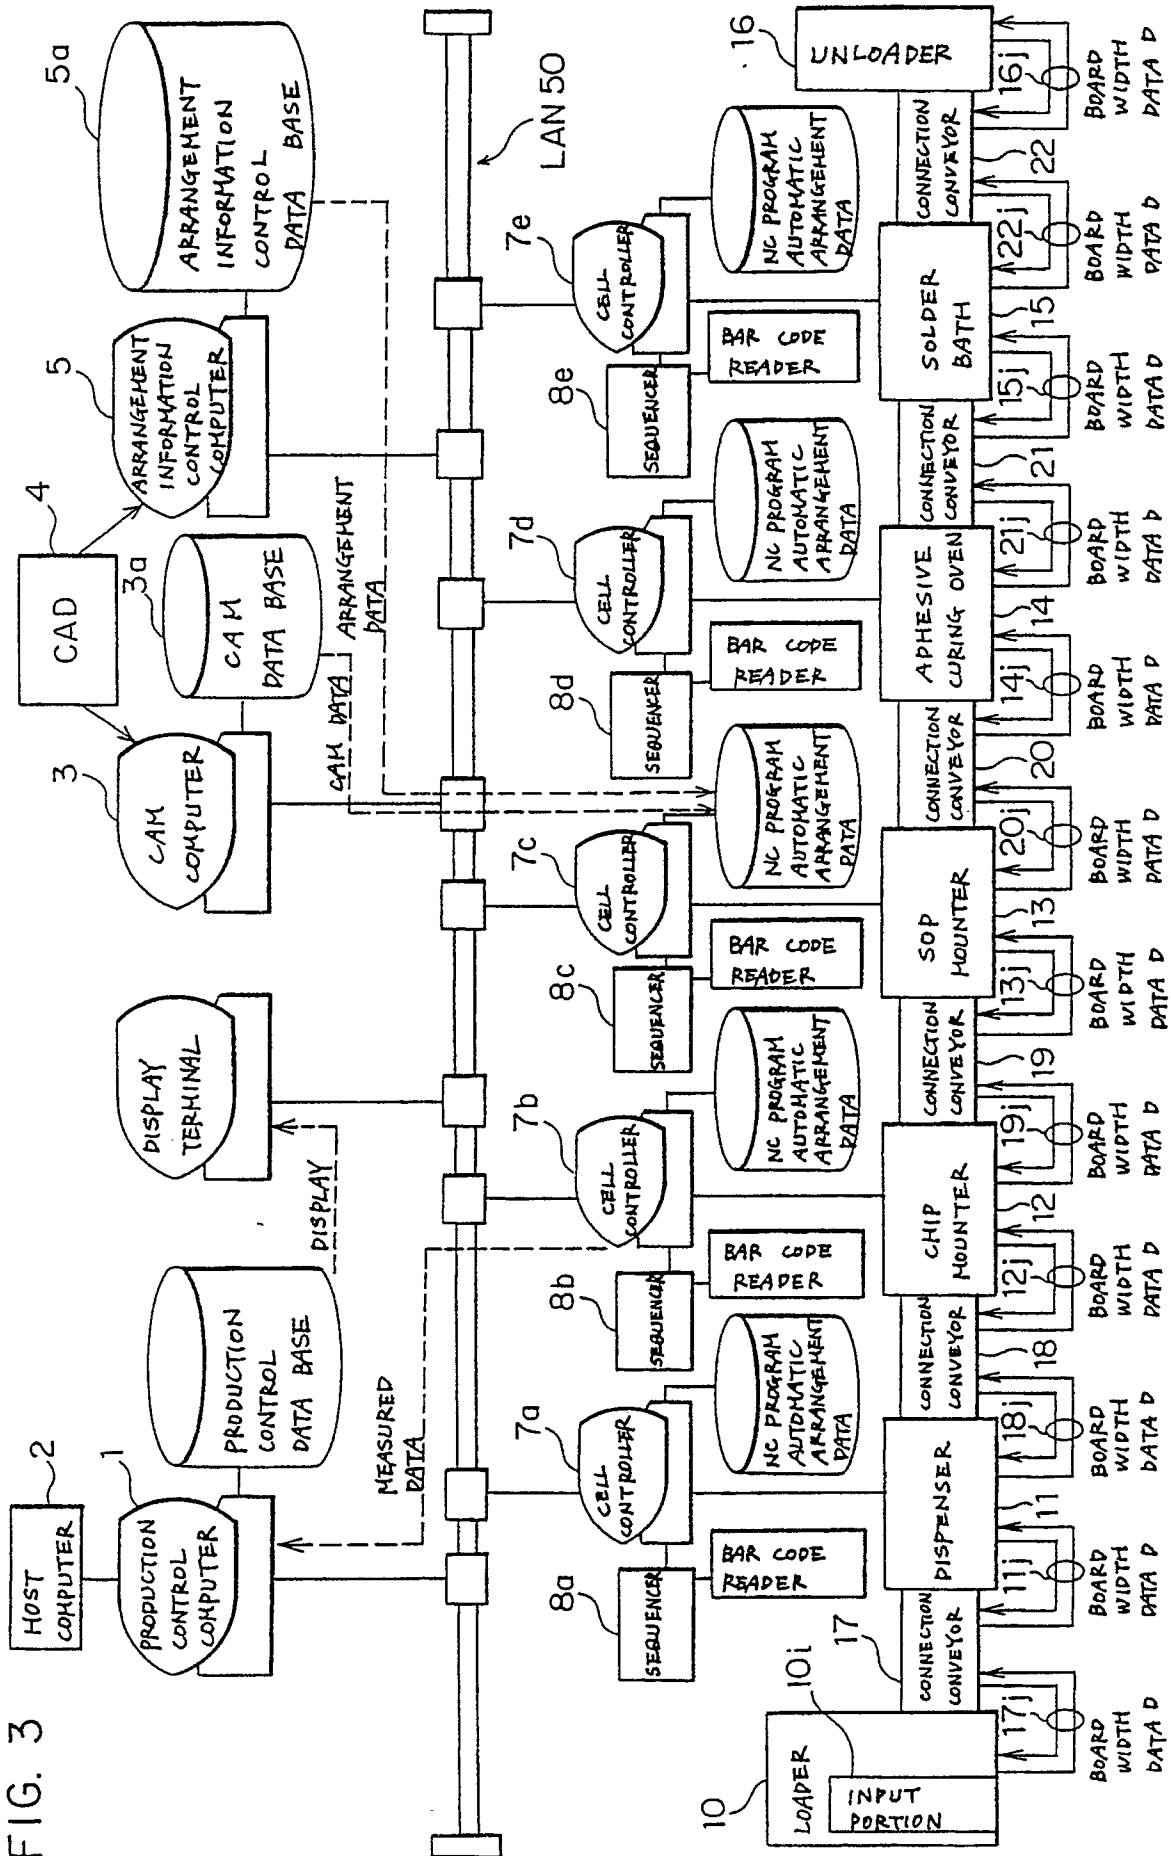 FIG. 3
HOST
COMPUTER
2
1
PRODUCTION
CONTROL
COMPUTER
PRODUCTION
CONTROL
DATA BASE
DISPLAY
DISPLAY
TERMINAL
MEASURED
DATA
3
CAM
COMPUTER
CAD
4
3a
CAM
DATA BASE
CAM DATA
ARRANGEMENT
DATA
5
ARRANGEMENT
INFORMATION
CONTROL
COMPUTER
5a
ARRANGEMENT
INFORMATION
CONTROL
DATA BASE
LAN 50
8a
SEQUENCER
7a
CELL
CONTROLLER
BAR CODE
READER
NC PROGRAM
AUTOMATIC
ARRANGEMENT
DATA
8b
SEQUENCER
7b
CELL
CONTROLLER
BAR CODE
READER
NC PROGRAM
AUTOMATIC
ARRANGEMENT
DATA
8c
SEQUENCER
7c
CELL
CONTROLLER
BAR CODE
READER
NC PROGRAM
AUTOMATIC
ARRANGEMENT
DATA
8d
SEQUENCER
7d
CELL
CONTROLLER
BAR CODE
READER
NC PROGRAM
AUTOMATIC
ARRANGEMENT
DATA
8e
SEQUENCER
7e
CELL
CONTROLLER
BAR CODE
READER
NC PROGRAM
AUTOMATIC
ARRANGEMENT
DATA
10
LOADER
10i
INPUT
PORTION
17
CONNECTION
CONVEYOR
17j
BOARD
WIDTH
DATA D
DISPENSER
11
11j
BOARD
WIDTH
DATA D
CONNECTION
CONVEYOR
18
18j
BOARD
WIDTH
DATA D
CHIP
MOUNTER
12
12j
BOARD
WIDTH
DATA D
CONNECTION
CONVEYOR
19
19j
BOARD
WIDTH
DATA D
SOP
MOUNTER
13
13j
BOARD
WIDTH
DATA D
CONNECTION
CONVEYOR
20
20j
BOARD
WIDTH
DATA D
APHESIVE
CURING OVEN
14
14j
BOARD
WIDTH
DATA D
CONNECTION
CONVEYOR
21
21j
BOARD
WIDTH
DATA D
SOLDER
BATH
15
15j
BOARD
WIDTH
DATA D
CONNECTION
CONVEYOR
22
22j
BOARD
WIDTH
DATA D
16
UNLOADER
16j
BOARD
WIDTH
DATA D